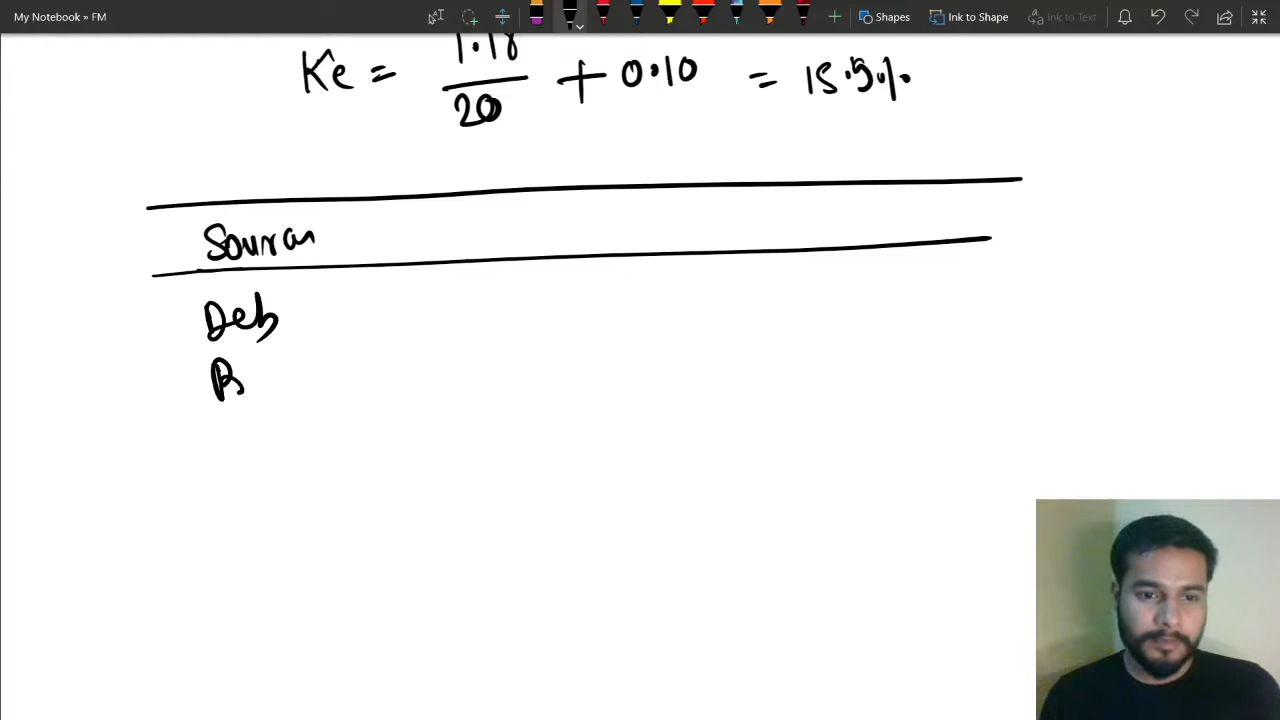 My Notebook » FM
Shapes
Ink to Shape
Ink to Text
Ke = 1.18 / 20 + 0.10 = 15.9%
Deb